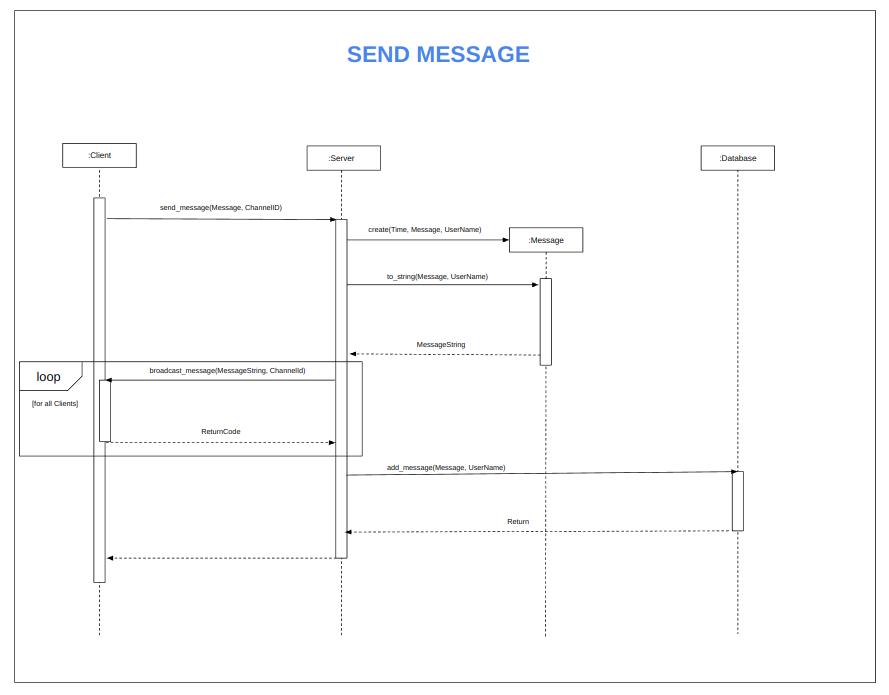 SEND MESSAGE
:Client
:Server
:Database
send_message(Message, ChannelID)
create(Time, Message, UserName)
:Message
to_string(Message, UserName)
MessageString
loop
broadcast_message(MessageString, ChannelId)
[for all Clients]
ReturnCode
add_message(Message, UserName)
Return